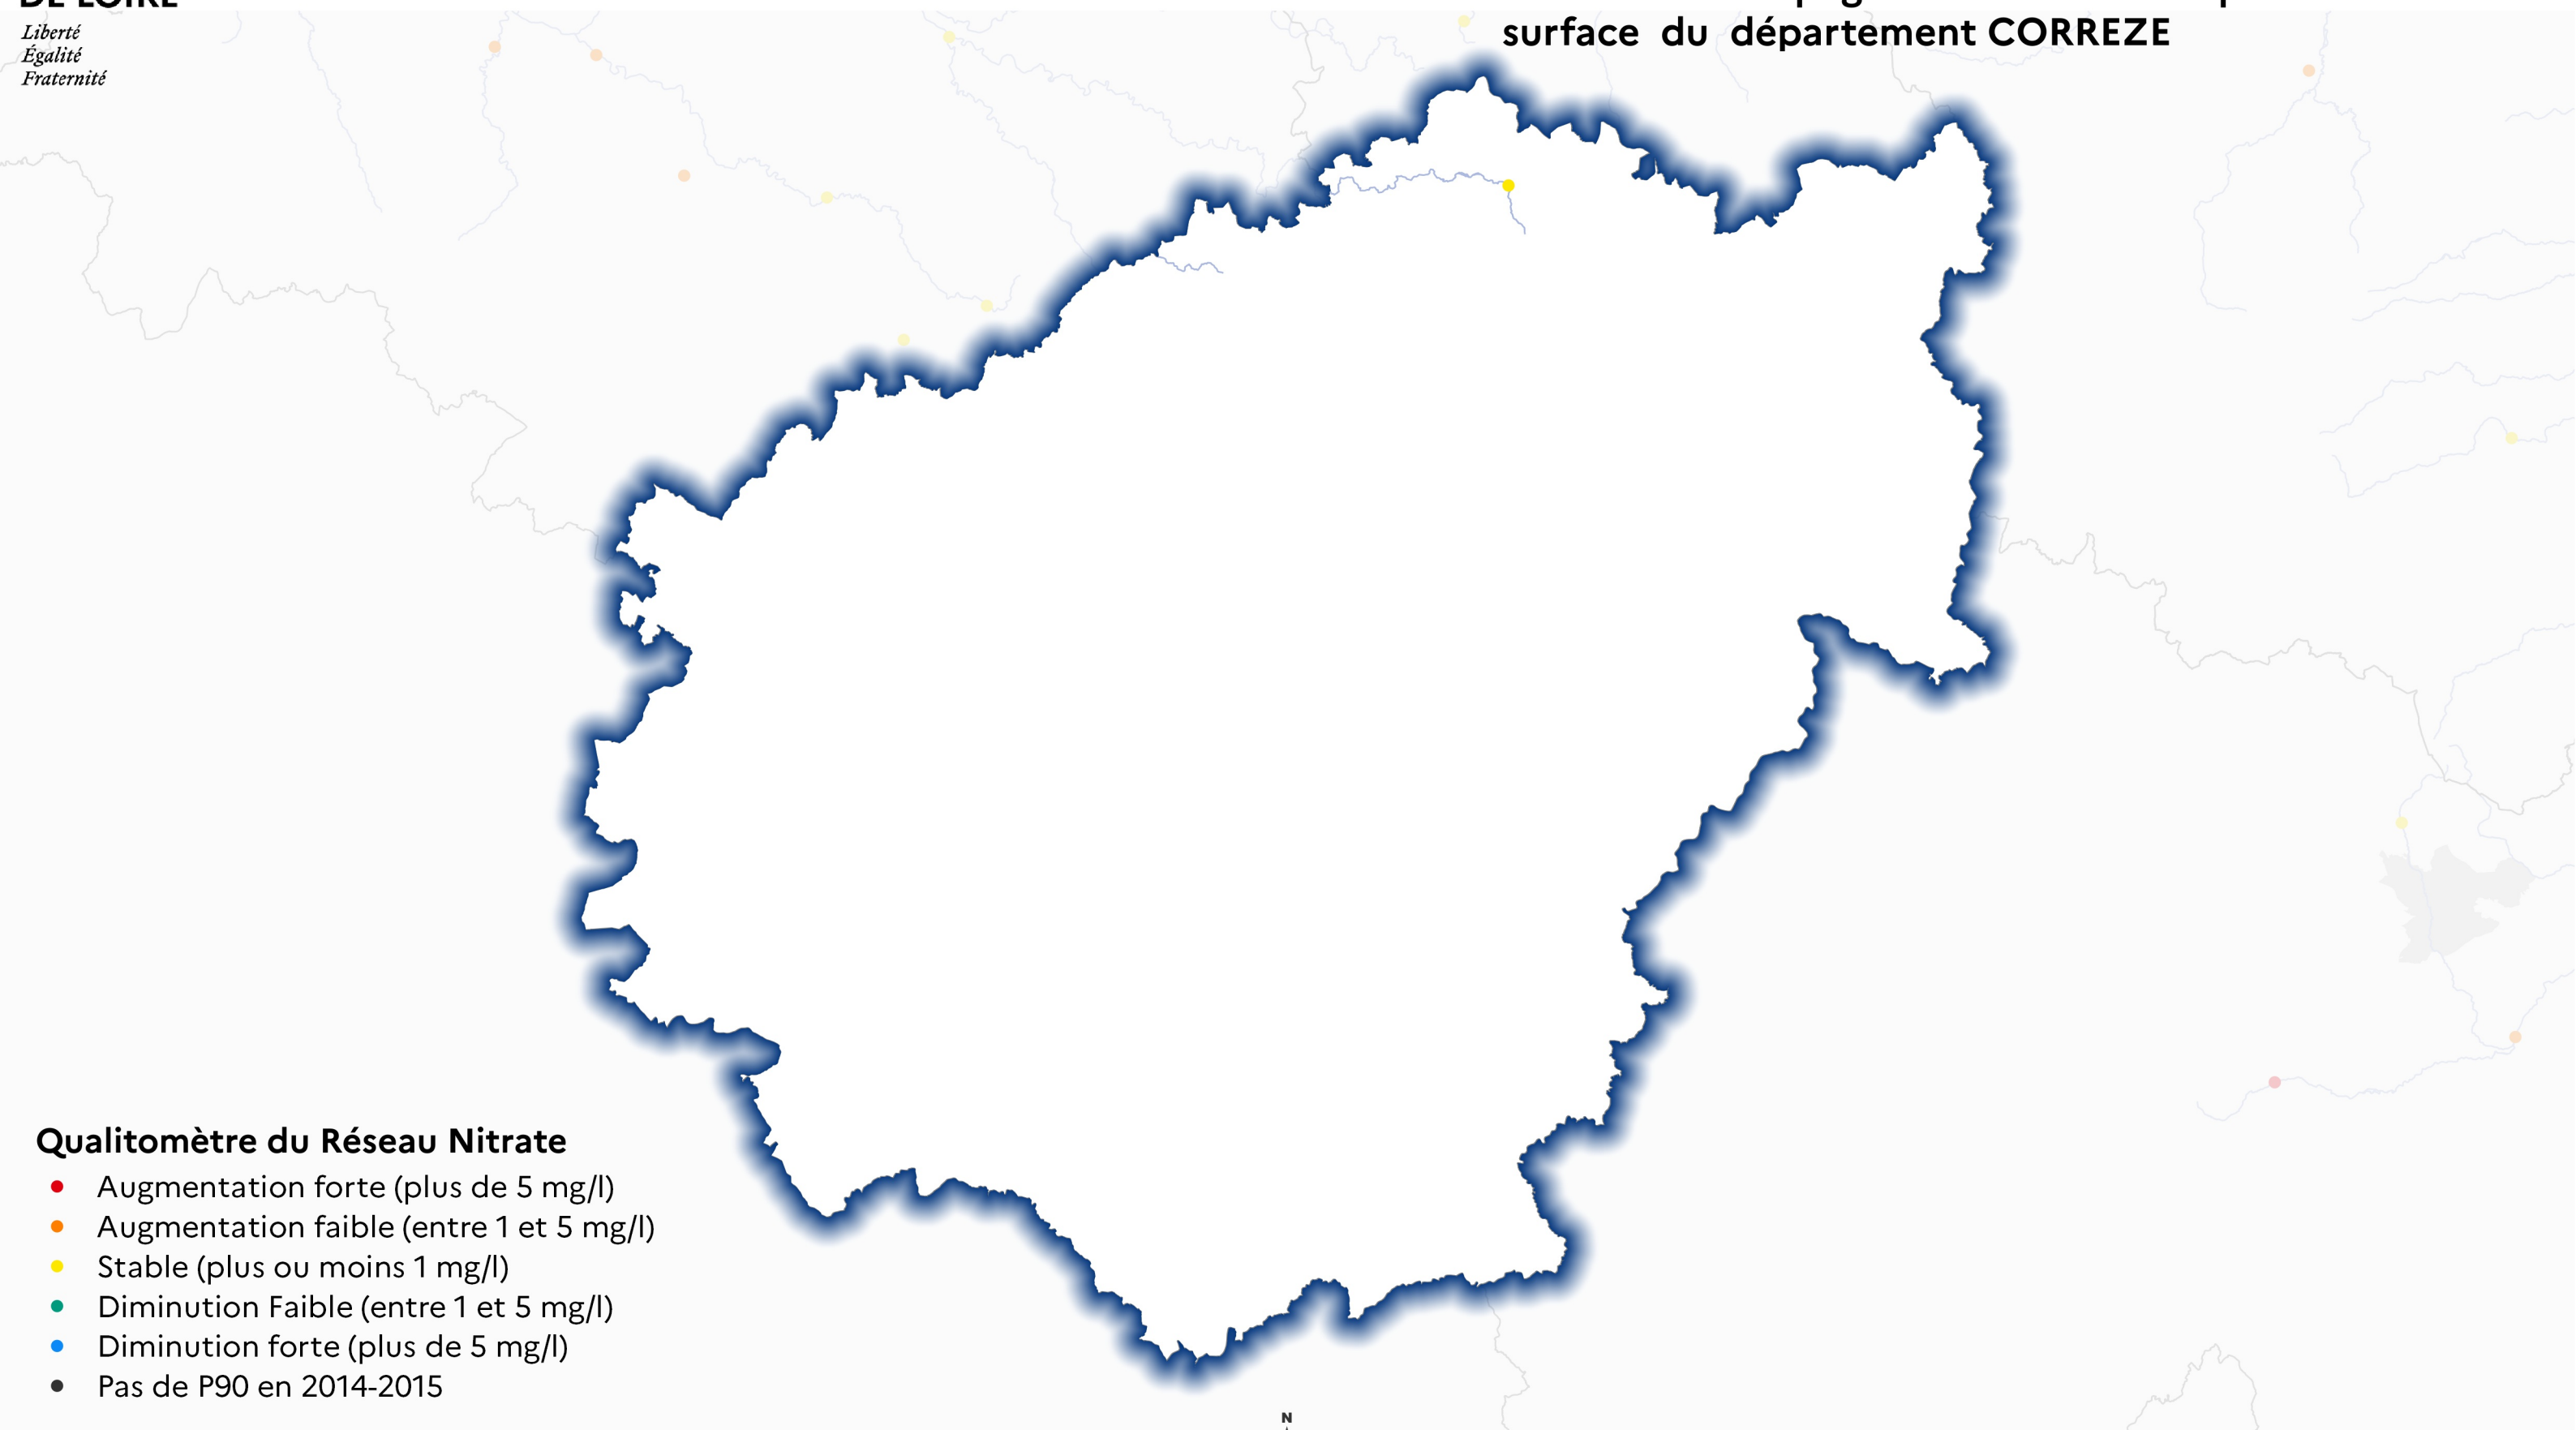 DE LOIRE
Liberté
Égalité
Fraternité
surface du département CORREZE
Qualitomètre du Réseau Nitrate
Augmentation forte (plus de 5 mg/l)
Augmentation faible (entre 1 et 5 mg/l)
Stable (plus ou moins 1 mg/l)
Diminution Faible (entre 1 et 5 mg/l)
Diminution forte (plus de 5 mg/l)
Pas de P90 en 2014-2015
N